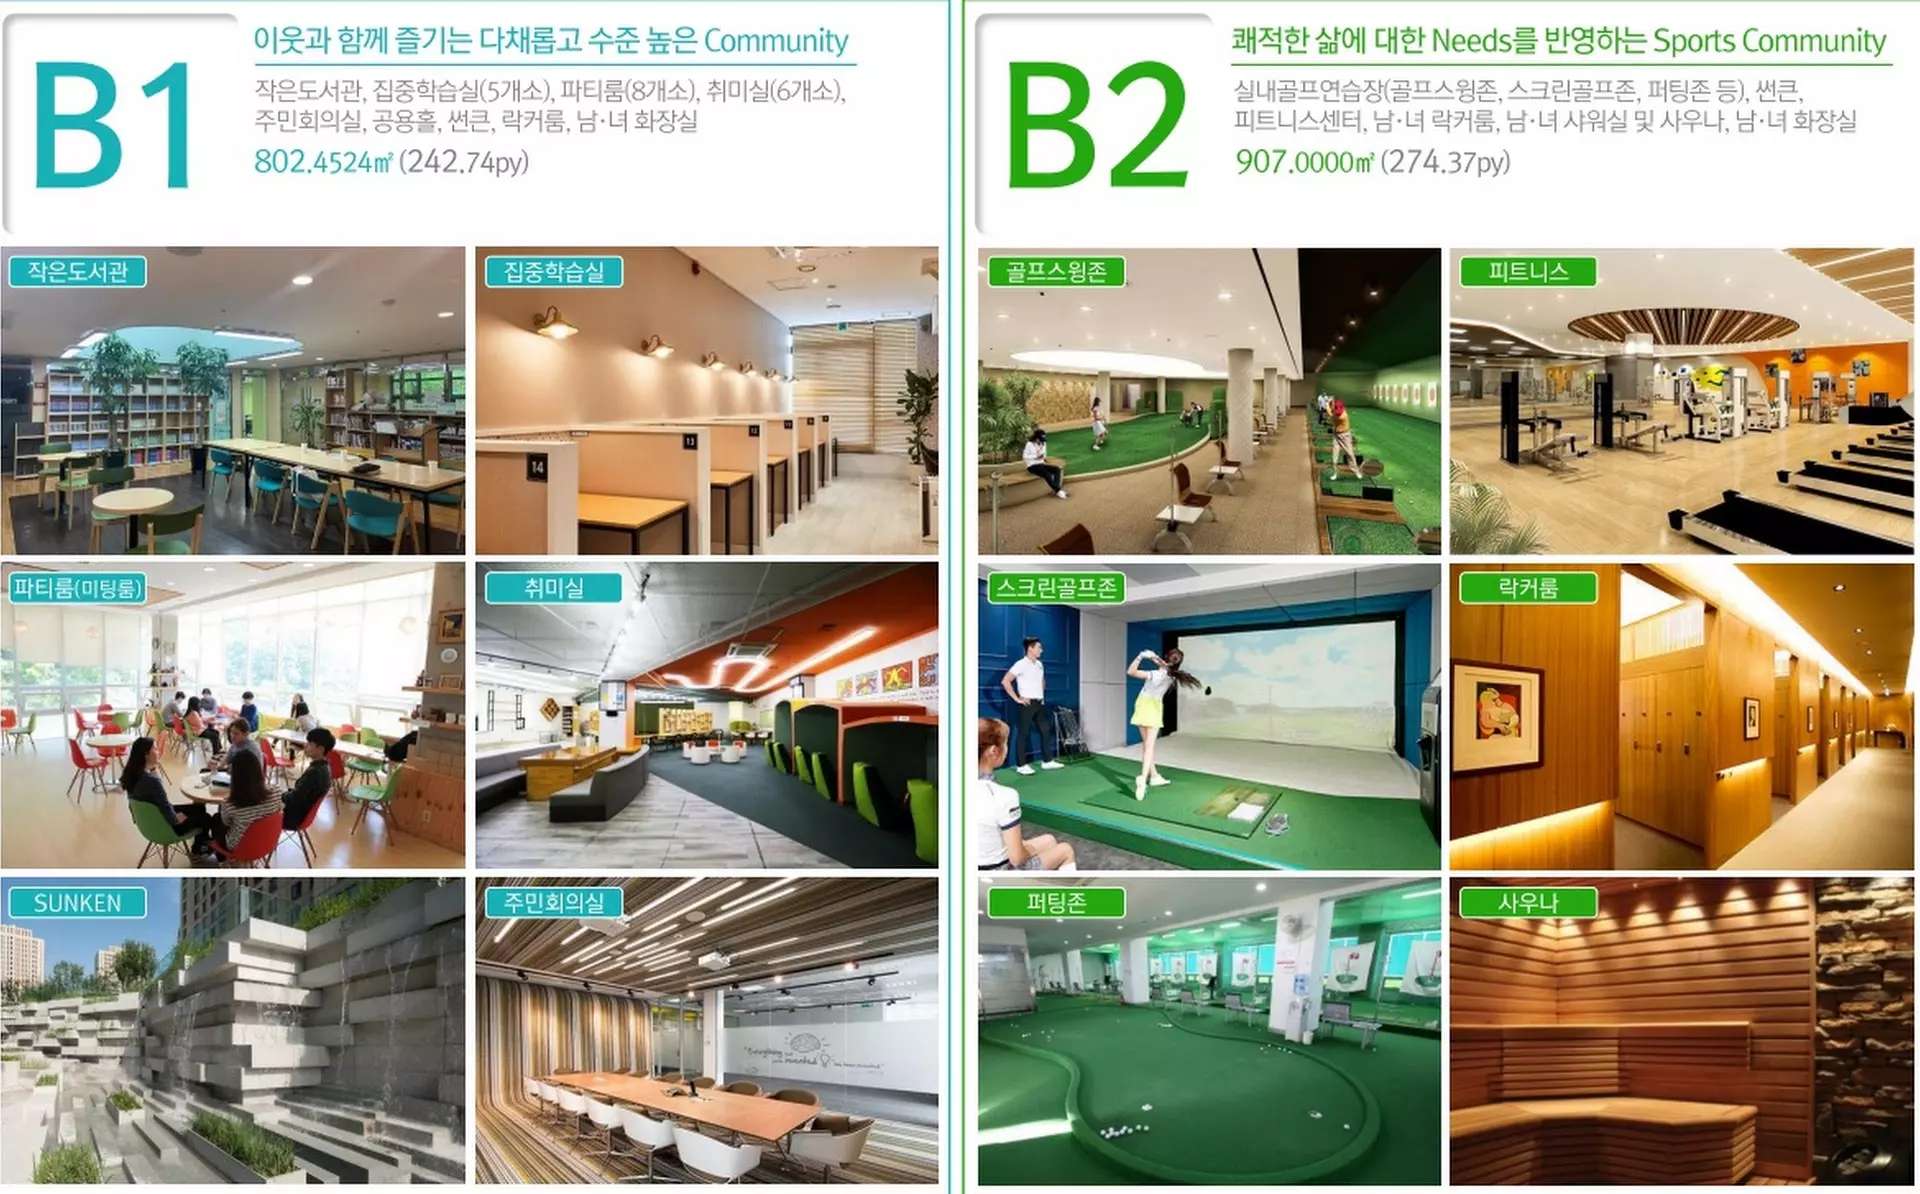 B1
이웃과 함께 즐기는 다채롭고 수준 높은 Community
작은도서관, 집중학습실(5개소), 파티룸(8개소), 취미실(6개소),
주민회의실, 공용홀, 썬큰, 락커룸, 남·녀 화장실
802.4524㎡ (242.74py)
작은도서관
집중학습실
14
13
12
파티룸(미팅룸)
취미실
SUNKEN
주민회의실
B2
쾌적한 삶에 대한 Needs를 반영하는 Sports Community
실내골프연습장(골프스윙존, 스크린골프존, 퍼팅존 등), 썬큰,
피트니스센터, 남·녀 락커룸, 남·녀 샤워실 및 사우나, 남·녀 화장실
907.0000㎡ (274.37py)
골프스윙존
피트니스
스크린골프존
락커룸
퍼팅존
사우나